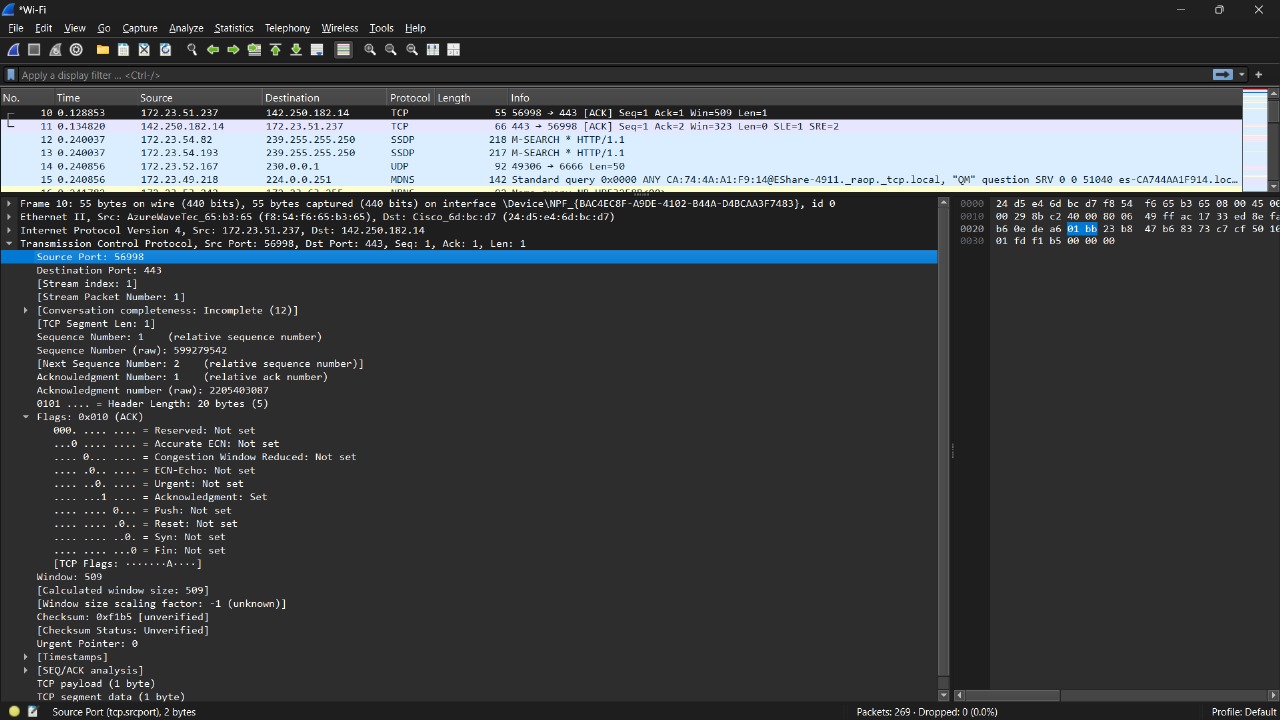 *Wi-Fi
File Edit View Go Capture Analyze Statistics Telephony Wireless Tools Help
Apply a display filter ... <Ctrl-/>
No. Time Source Destination Protocol Length Info
10 0.128853 172.23.51.237 142.250.182.14 TCP 55 56998 → 443 [ACK] Seq=1 Ack=1 Win=509 Len=1
11 0.134820 142.250.182.14 172.23.51.237 TCP 66 443 → 56998 [ACK] Seq=1 Ack=2 Win=323 Len=0 SLE=1 SRE=2
12 0.240037 172.23.54.82 239.255.255.250 SSDP 218 M-SEARCH * HTTP/1.1
13 0.240037 172.23.54.193 239.255.255.250 SSDP 217 M-SEARCH * HTTP/1.1
14 0.240856 172.23.52.167 230.0.0.1 UDP 92 49306 → 6666 Len=50
15 0.240856 172.23.49.218 224.0.0.251 MDNS 142 Standard query 0x0000 ANY CA:74:4A:A1:F9:14@EShare-4911._raop._tcp.local, "QM" question SRV 0 0 51040 es-CA744AA1F914.loc…
Frame 10: 55 bytes on wire (440 bits), 55 bytes captured (440 bits) on interface \Device\NPF_{BAC4EC8F-A9DE-4102-B44A-D4BCAA3F7483}, id 0
Ethernet II, Src: AzureWaveTec_65:b3:65 (f8:54:f6:65:b3:65), Dst: Cisco_6d:bc:d7 (24:d5:e4:6d:bc:d7)
Internet Protocol Version 4, Src: 172.23.51.237, Dst: 142.250.182.14
Transmission Control Protocol, Src Port: 56998, Dst Port: 443, Seq: 1, Ack: 1, Len: 1
Source Port: 56998
Destination Port: 443
[Stream index: 1]
[Stream Packet Number: 1]
[Conversation completeness: Incomplete (12)]
[TCP Segment Len: 1]
Sequence Number: 1 (relative sequence number)
Sequence Number (raw): 599279542
[Next Sequence Number: 2 (relative sequence number)]
Acknowledgment Number: 1 (relative ack number)
Acknowledgment number (raw): 2205403087
0101 .... = Header Length: 20 bytes (5)
Flags: 0x010 (ACK)
000. .... .... = Reserved: Not set
...0 .... .... = Accurate ECN: Not set
.... 0... .... = Congestion Window Reduced: Not set
.... .0.. .... = ECN-Echo: Not set
.... ..0. .... = Urgent: Not set
.... ...1 .... = Acknowledgment: Set
.... .... 0... = Push: Not set
.... .... .0.. = Reset: Not set
.... .... ..0. = Syn: Not set
.... .... ...0 = Fin: Not set
[TCP Flags: ·······A····]
Window: 509
[Calculated window size: 509]
[Window size scaling factor: -1 (unknown)]
Checksum: 0xf1b5 [unverified]
[Checksum Status: Unverified]
Urgent Pointer: 0
[Timestamps]
[SEQ/ACK analysis]
TCP payload (1 byte)
TCP segment data (1 byte)
0000 24 d5 e4 6d bc d7 f8 54 f6 65 b3 65 08 00 45 00
0010 00 29 8b c2 40 00 80 06 49 ff ac 17 33 ed 8e fa
0020 b6 0e de a6 01 bb 23 b8 47 b6 83 73 c7 cf 50 10
0030 01 fd f1 b5 00 00 00
Source Port (tcp.srcport), 2 bytes
Packets: 269 · Dropped: 0 (0.0%)
Profile: Default